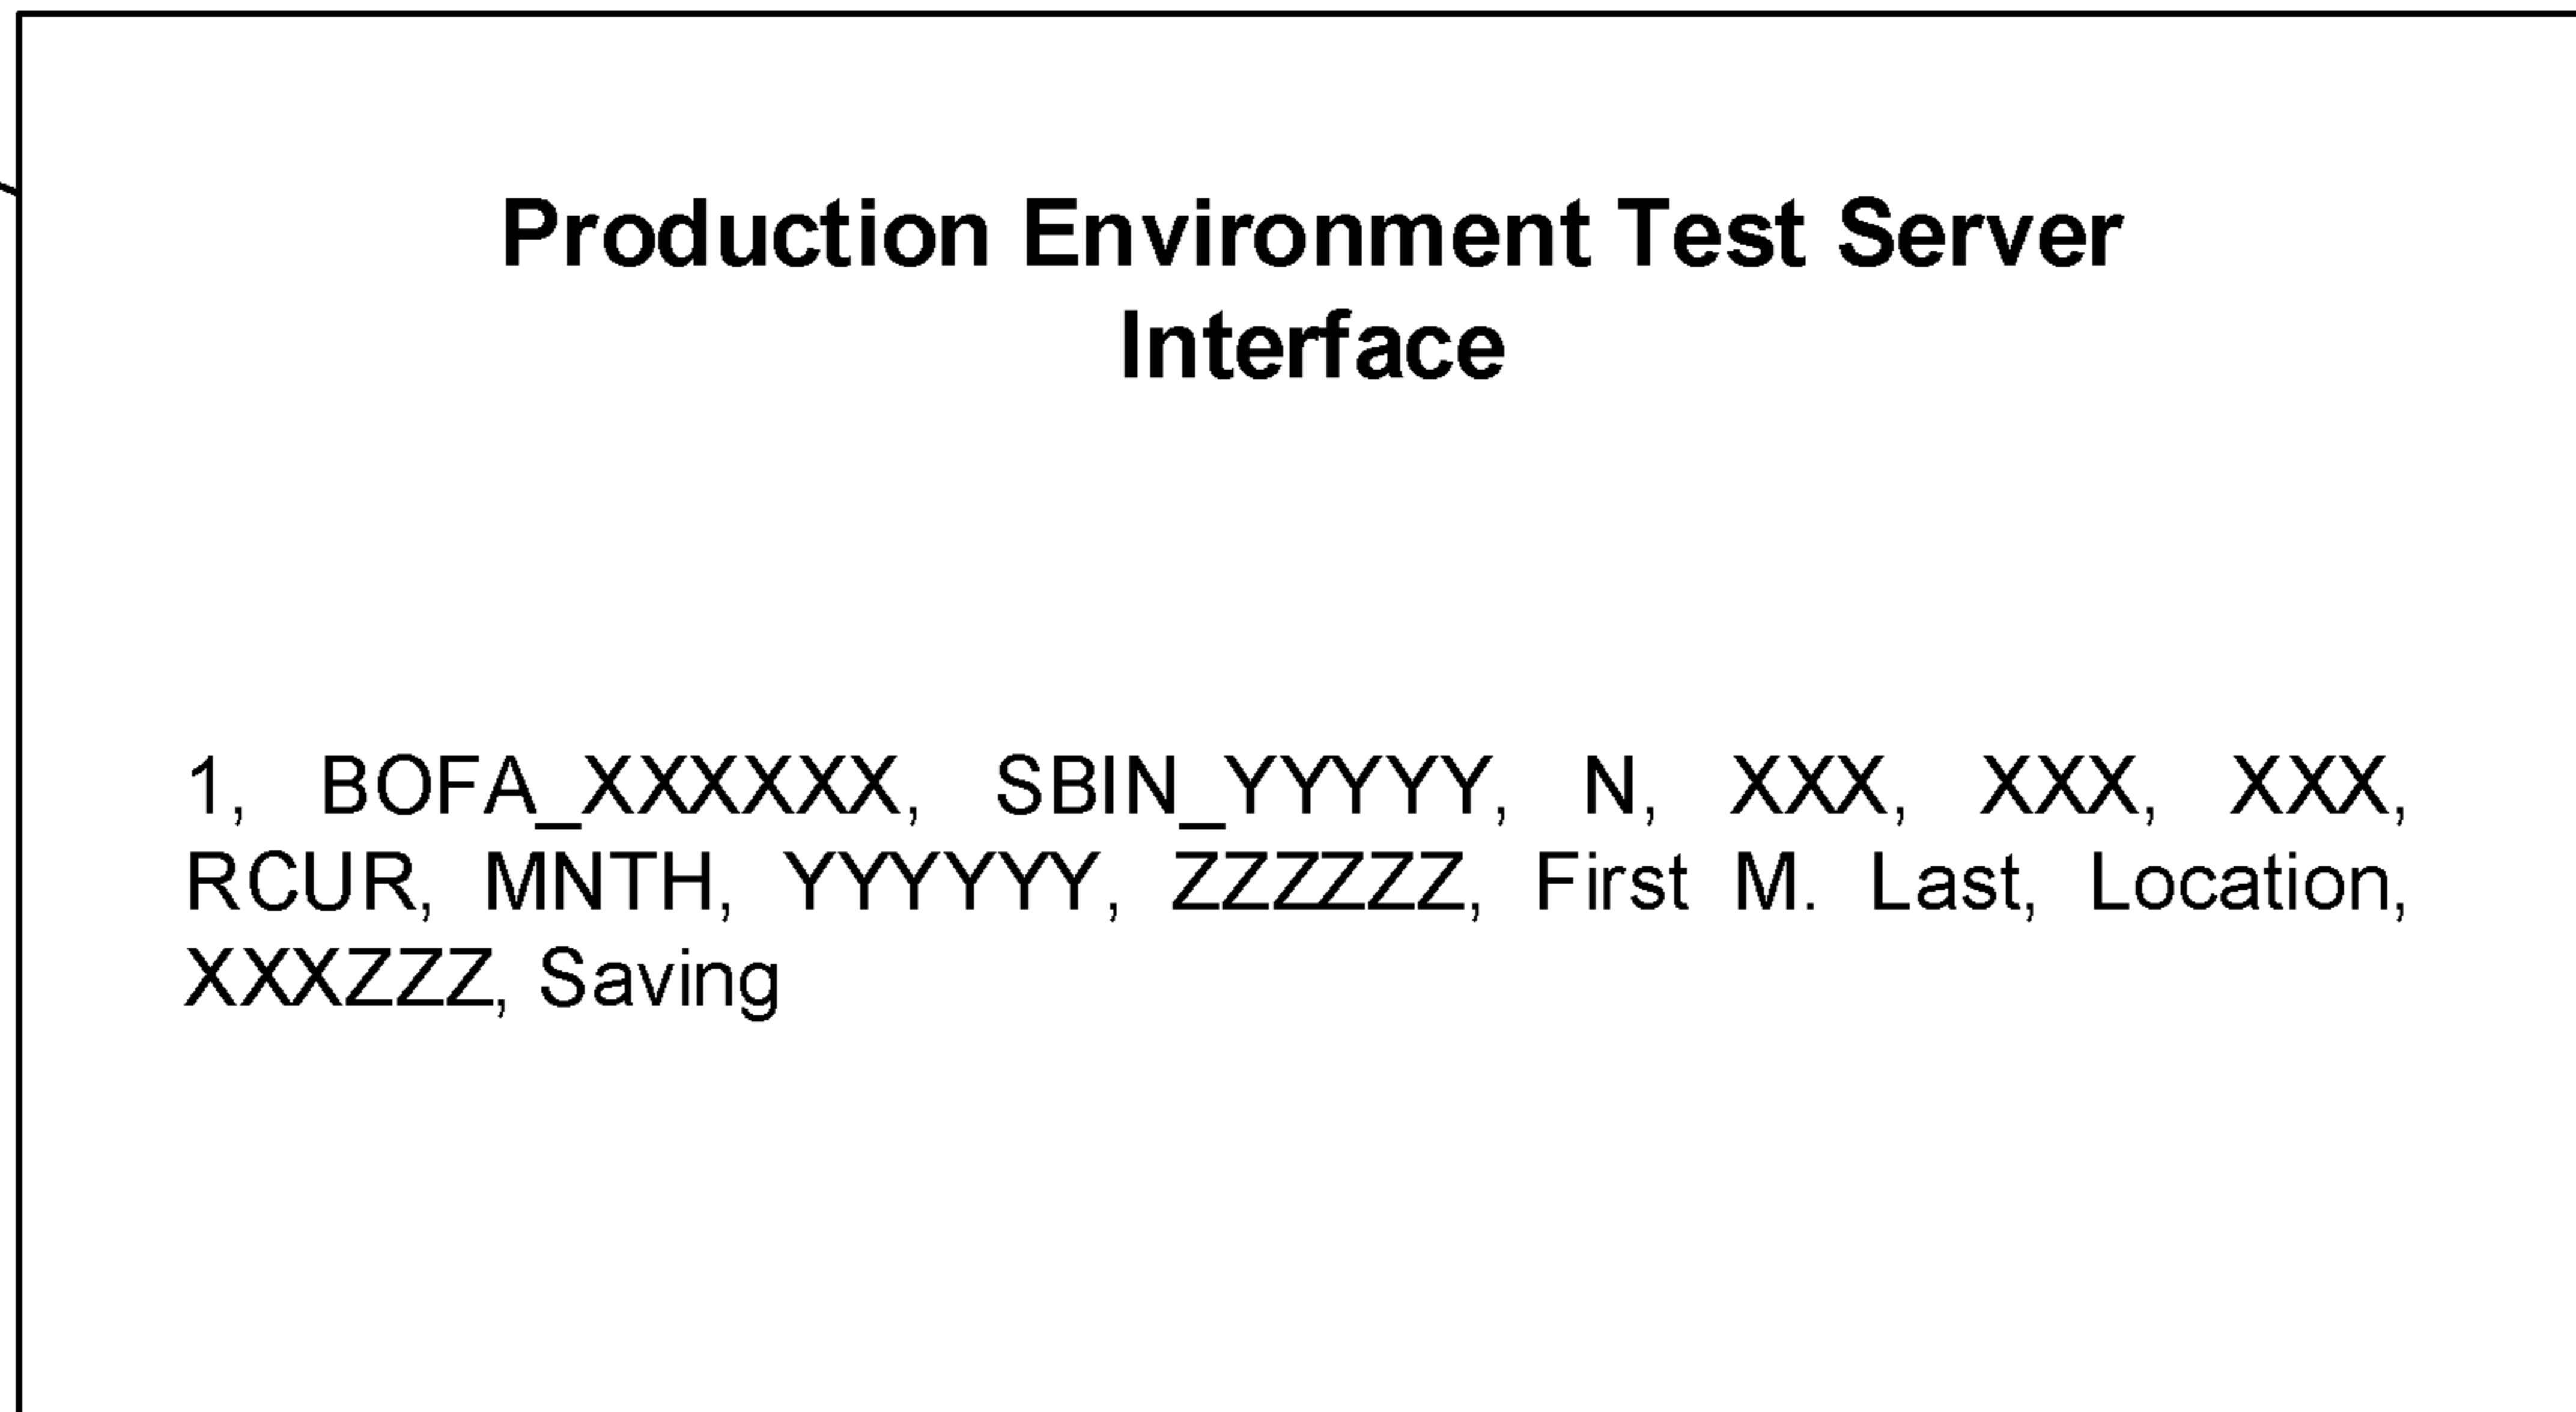 Production Environment Test Server
Interface
1, BOFA_XXXXXX, SBIN_YYYYY, N, XXX, XXX, XXX,
RCUR, MNTH, YYYYYY, ZZZZZZ, First M. Last, Location,
XXXZZZ, Saving